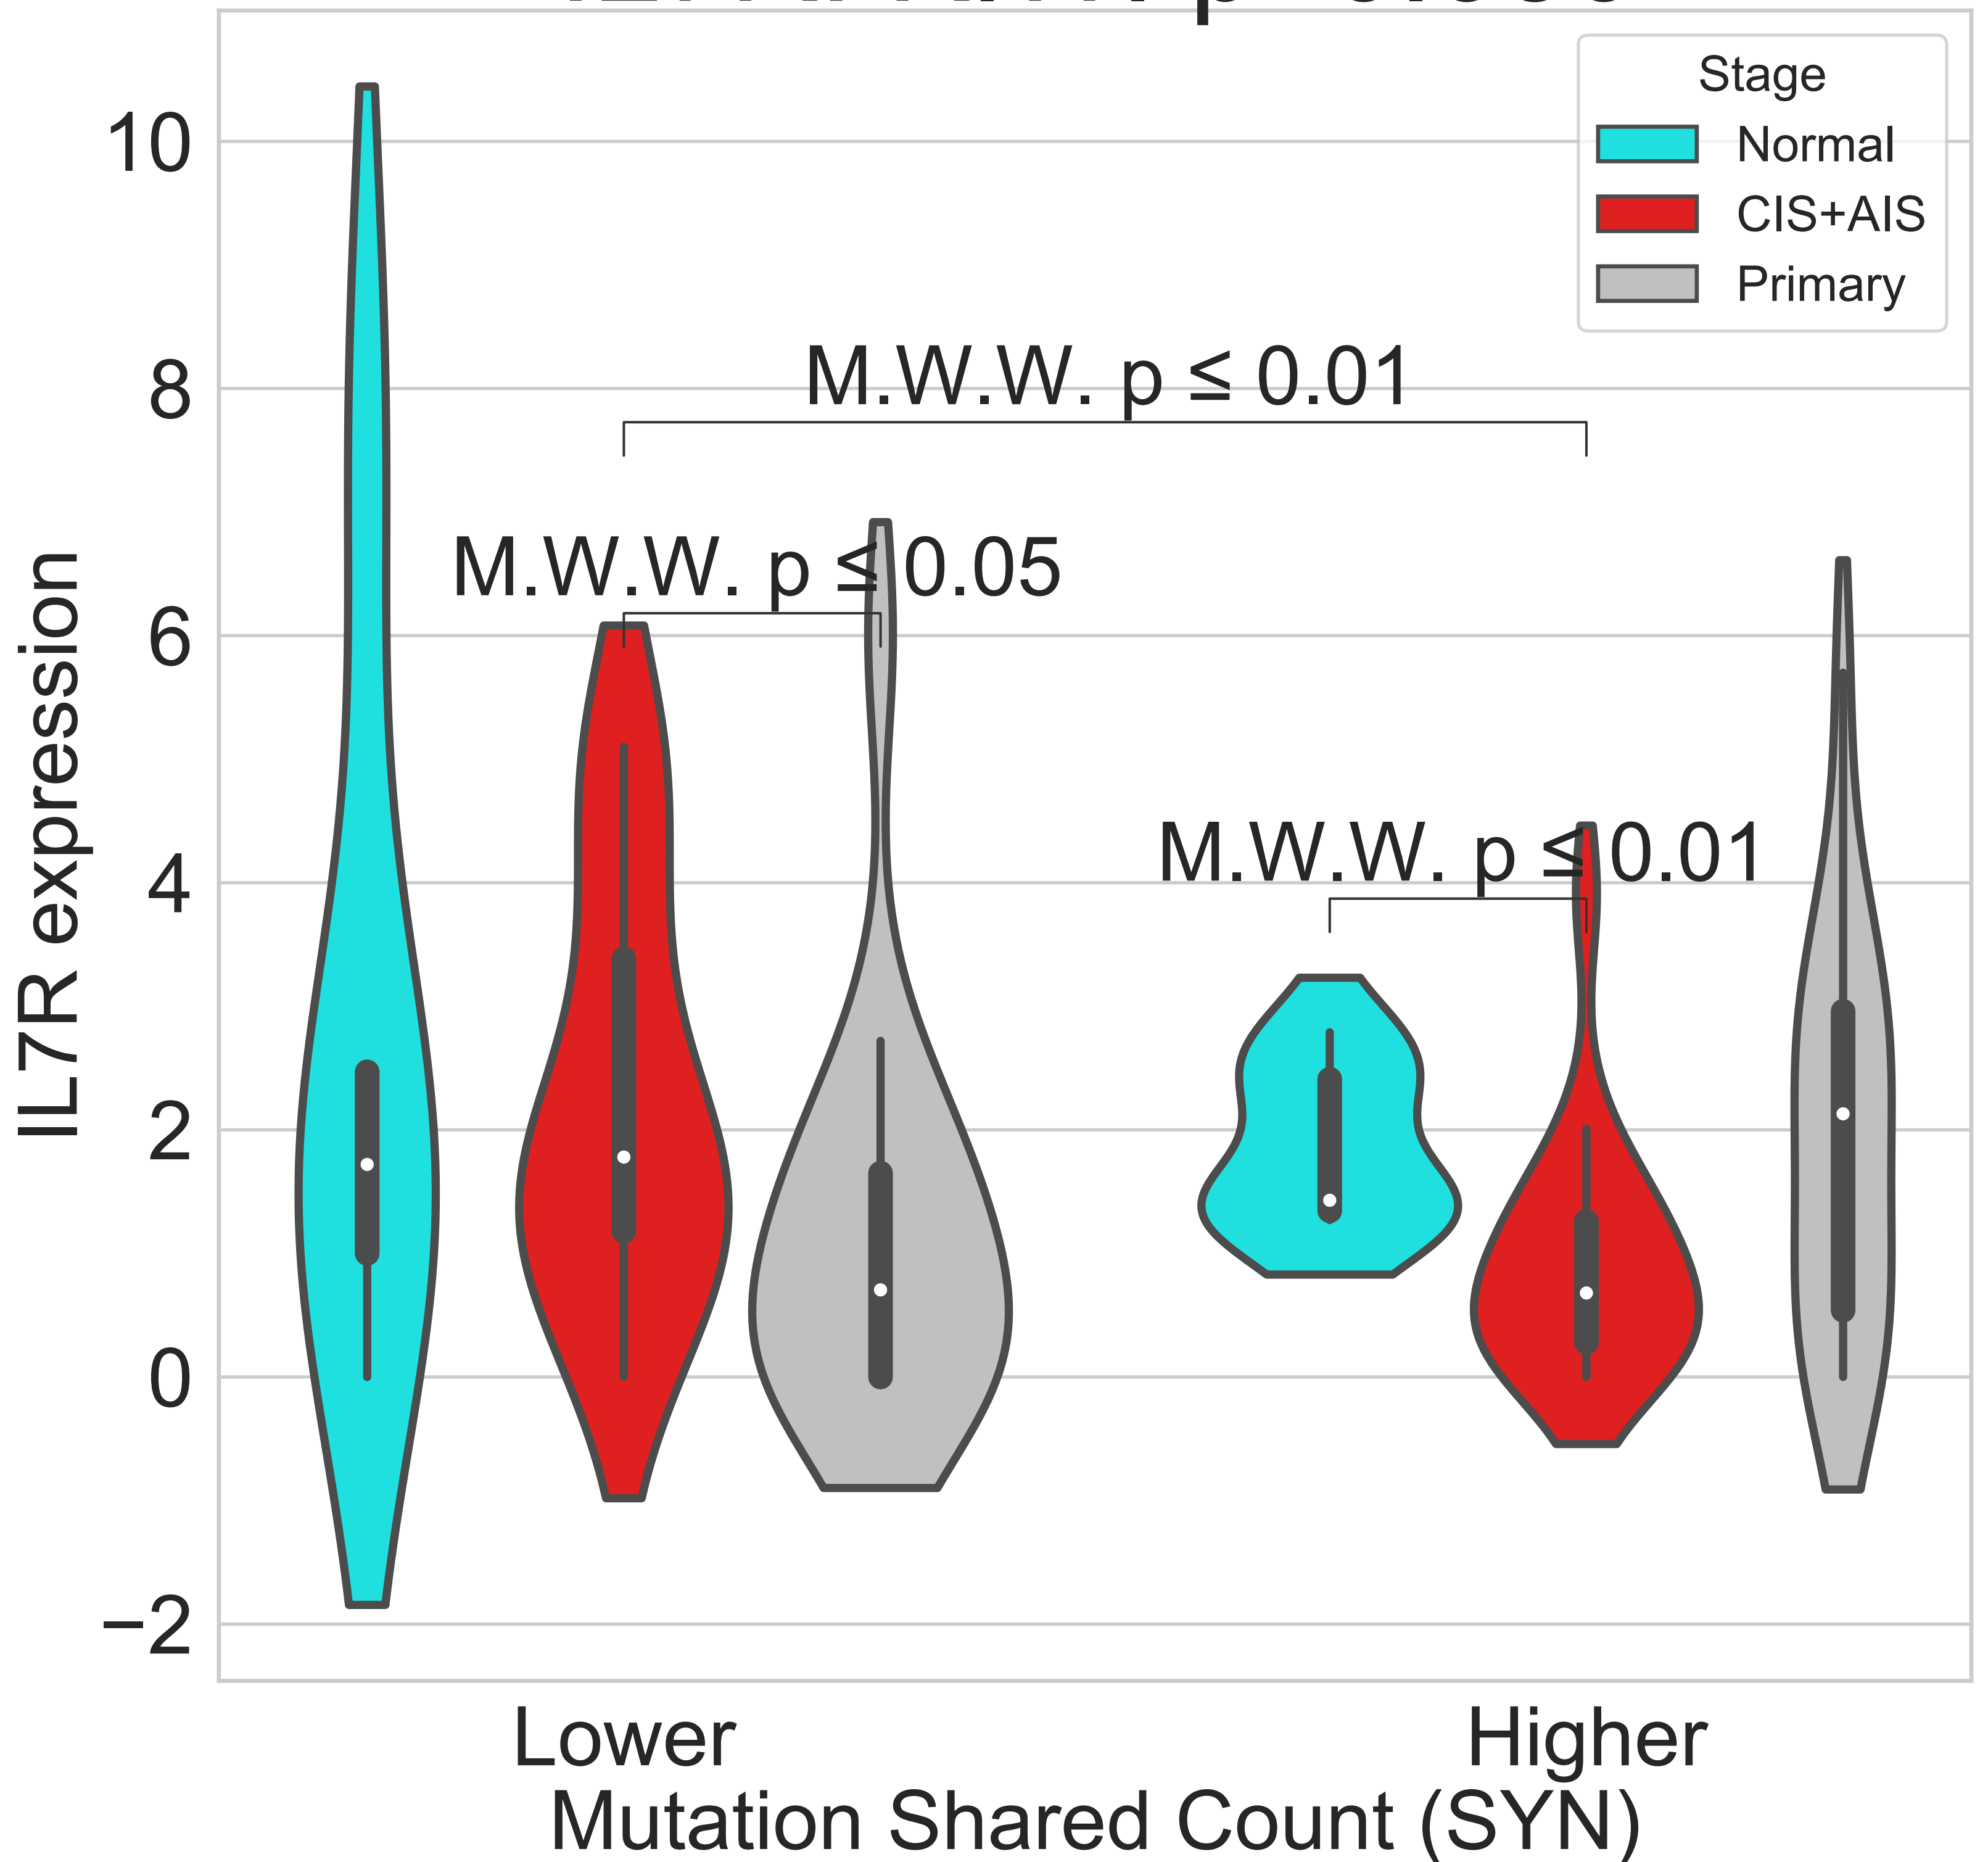 Stage
Normal
CIS+AIS
Primary
10
8
6
4
2
0
−2
IL7R expression
M.W.W. p ≤ 0.01
M.W.W. p ≤ 0.05
M.W.W. p ≤ 0.01
Lower
Higher
Mutation Shared Count (SYN)